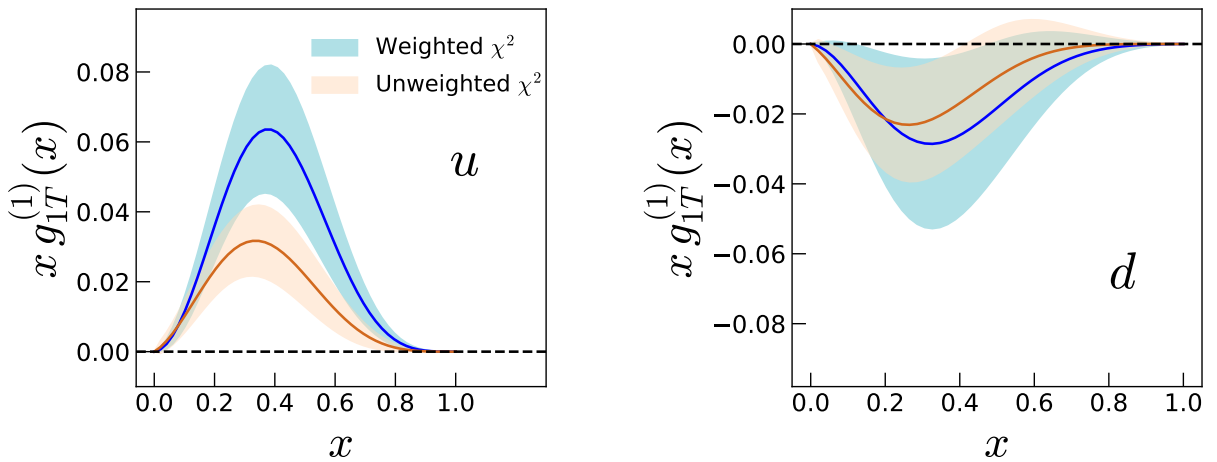 Weighted χ²
Unweighted χ²
0.08
0.06
0.04
0.02
0.00
x g_{1T}^{(1)}(x)
u
0.0 0.2 0.4 0.6 0.8 1.0
x
0.00
−0.02
−0.04
−0.06
−0.08
x g_{1T}^{(1)}(x)
d
0.0 0.2 0.4 0.6 0.8 1.0
x